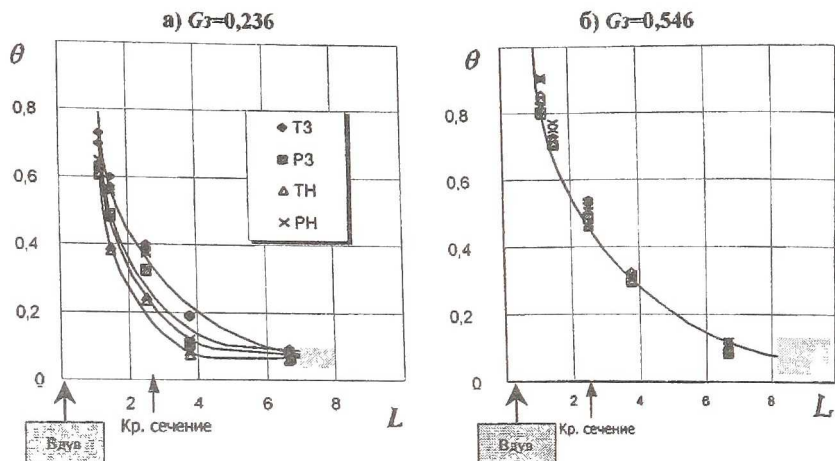 а) Gз=0,236
θ
0,8
0,6
0,4
0,2
0
2
4
6
8
L
ТЗ
РЗ
ТН
РН
Кр. сечение
Вдув
б) Gз=0,546
θ
0,8
0,6
0,4
0,2
0
2
4
6
8
L
Кр. сечение
Вдув